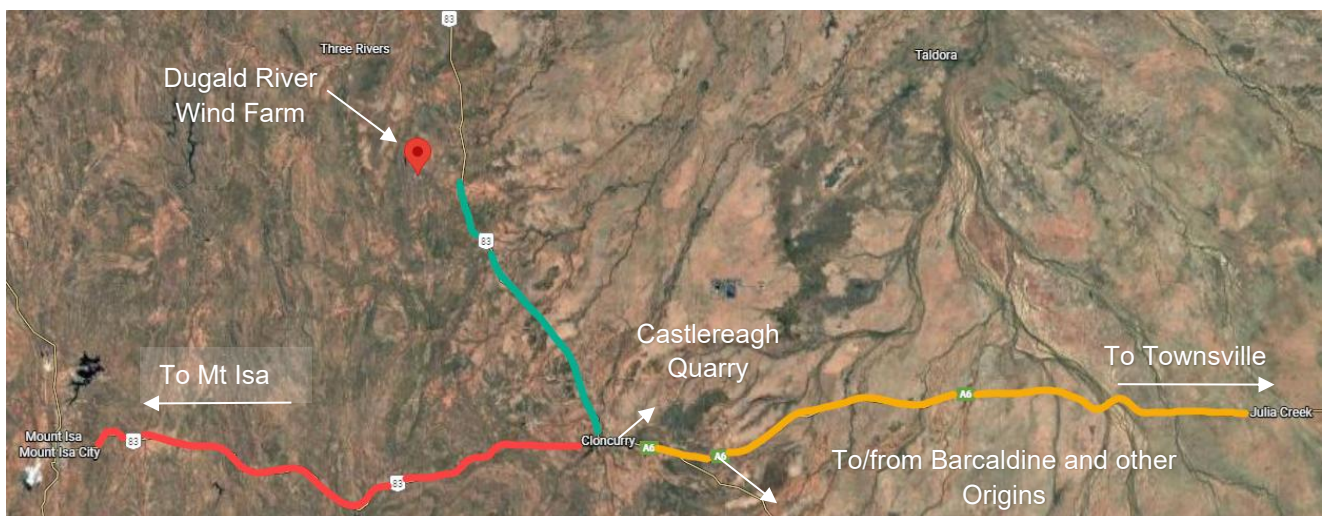 83
Three Rivers
Taldora
Dugald River
Wind Farm
83
Castlereagh
Quarry
To Townsville
To Mt Isa
A6
Julia Creek
Mount Isa
Mount Isa City
83
Cloncurry
A6
A6
To/from Barcaldine and other
Origins
83